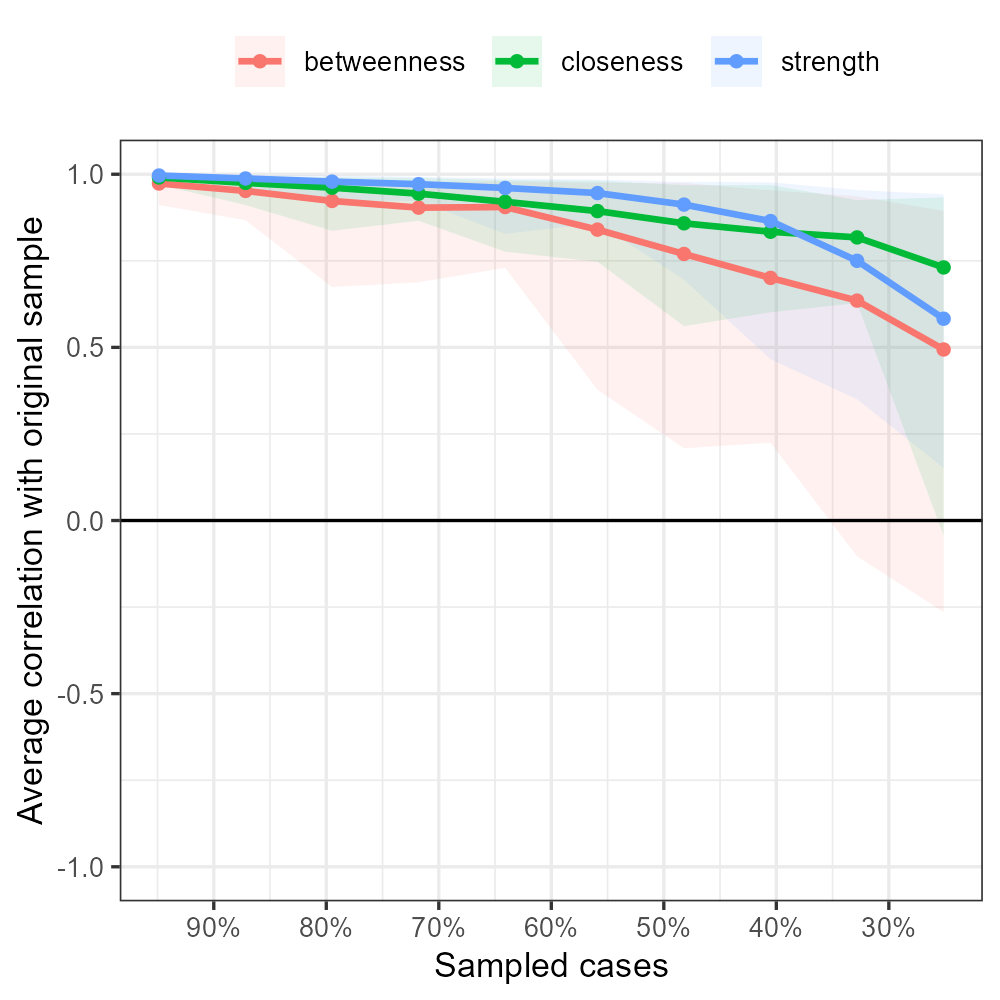 betweenness closeness strength
Average correlation with original sample
1.0
0.5
0.0
-0.5
-1.0
90% 80% 70% 60% 50% 40% 30%
Sampled cases